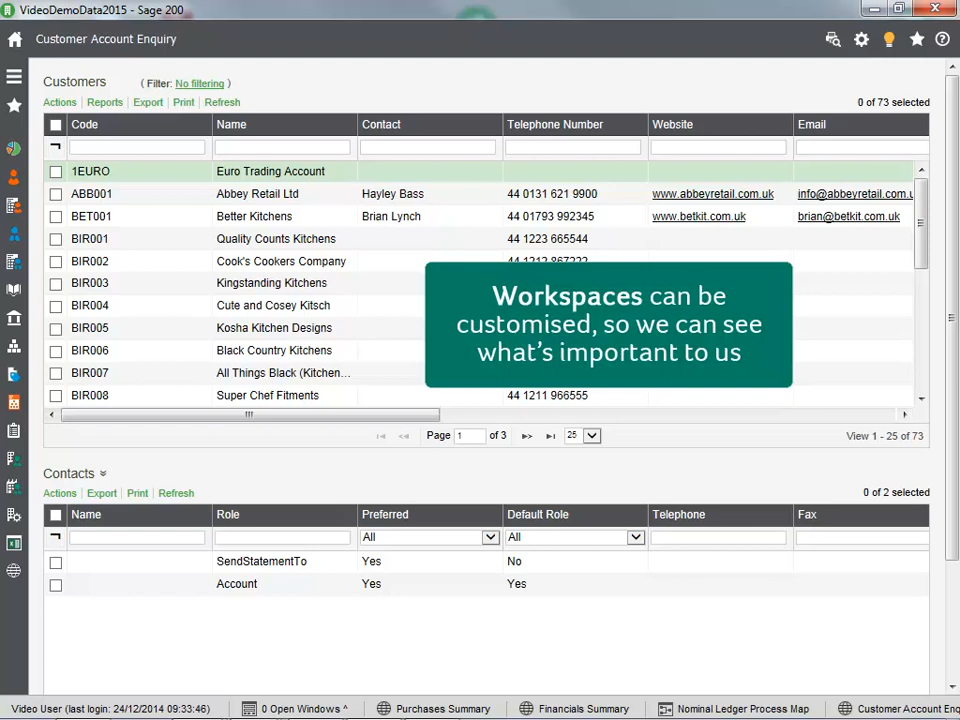 VideoDemoData2015 - Sage 200
Customer Account Enquiry
Customers ( Filter: No filtering )
Actions Reports Export Print Refresh 0 of 73 selected
Code Name Contact Telephone Number Website Email
1EURO Euro Trading Account
ABB001 Abbey Retail Ltd Hayley Bass 44 0131 621 9900 www.abbeyretail.com.uk info@abbeyretail.com.u
BET001 Better Kitchens Brian Lynch 44 01793 992345 www.betkit.com.uk brian@betkit.com.uk
BIR001 Quality Counts Kitchens 44 1223 665544
BIR002 Cook's Cookers Company 44 1212 867222
BIR003 Kingstanding Kitchens
BIR004 Cute and Cosey Kitsch
BIR005 Kosha Kitchen Designs
BIR006 Black Country Kitchens
BIR007 All Things Black (Kitchen...
BIR008 Super Chef Fitments 44 1211 966555
Workspaces can be
customised, so we can see
what's important to us
Page 1 of 3 25 View 1 - 25 of 73
Contacts
Actions Export Print Refresh 0 of 2 selected
Name Role Preferred Default Role Telephone Fax
All All
SendStatementTo Yes No
Account Yes Yes
Video User (last login: 24/12/2014 09:33:46) 0 Open Windows ^ Purchases Summary Financials Summary Nominal Ledger Process Map Customer Account Enq